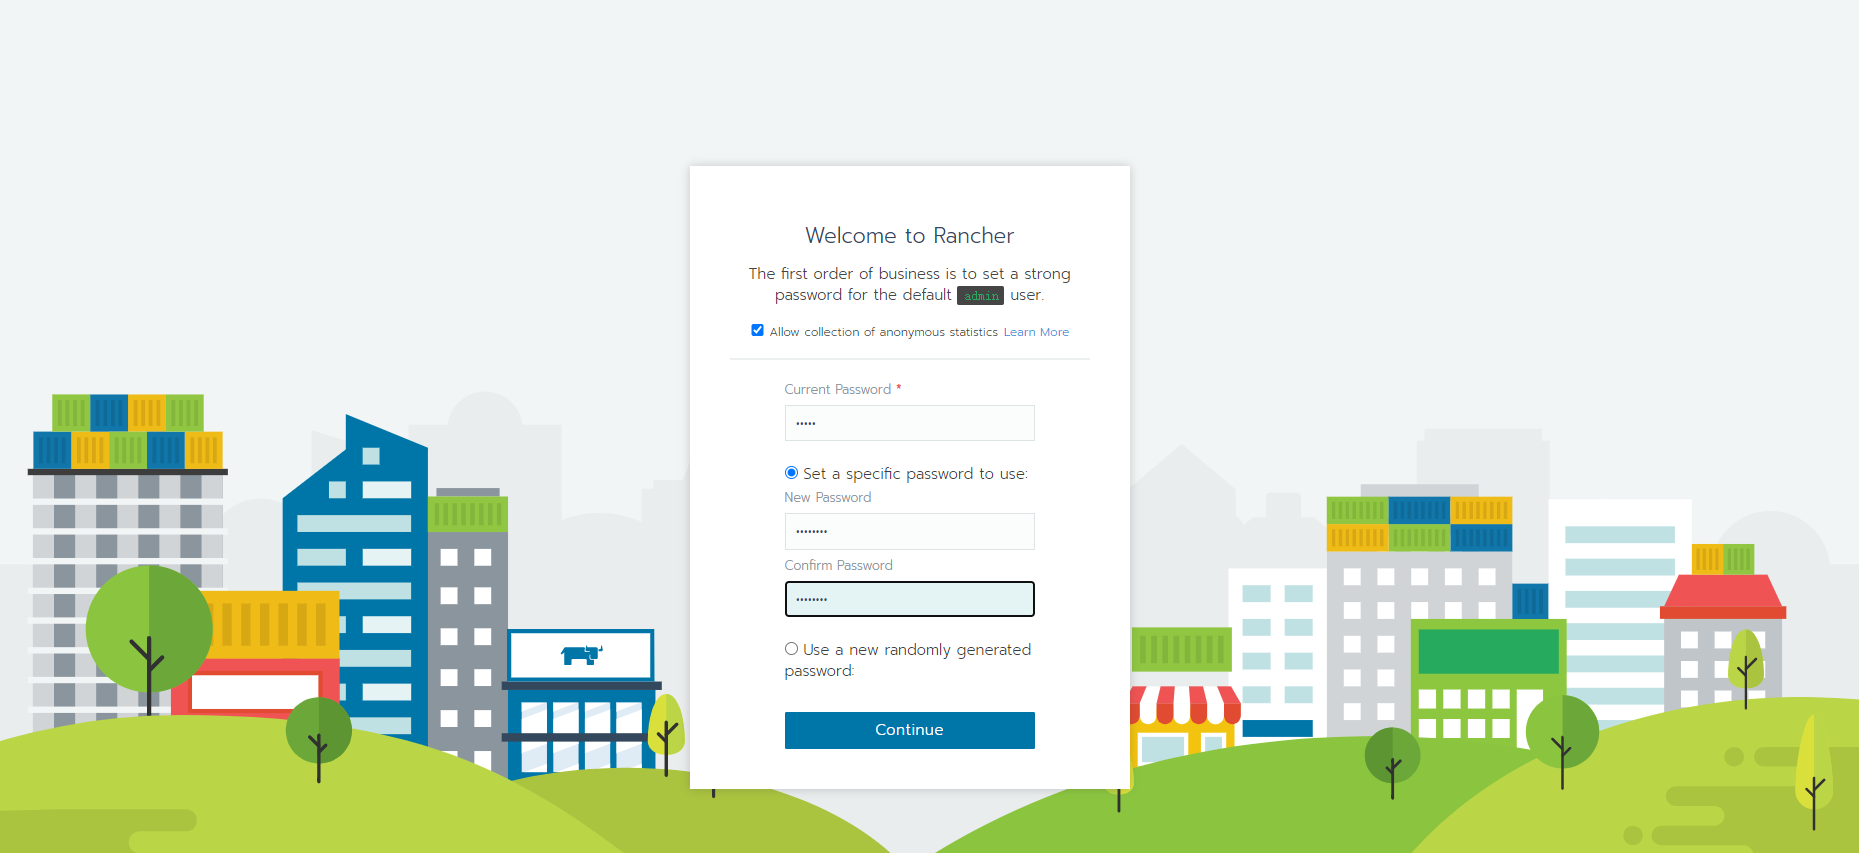 Welcome to Rancher
The first order of business is to set a strong
password for the default admin user.
Allow collection of anonymous statistics Learn More
Current Password *
•••••
Set a specific password to use:
New Password
••••••••
Confirm Password
••••••••
Use a new randomly generated
password:
Continue